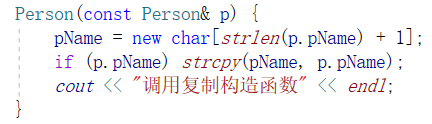 Person(const Person& p) {
pName = new char[strlen(p.pName) + 1];
if (p.pName) strcpy(pName, p.pName);
cout << "调用复制构造函数" << endl;
}